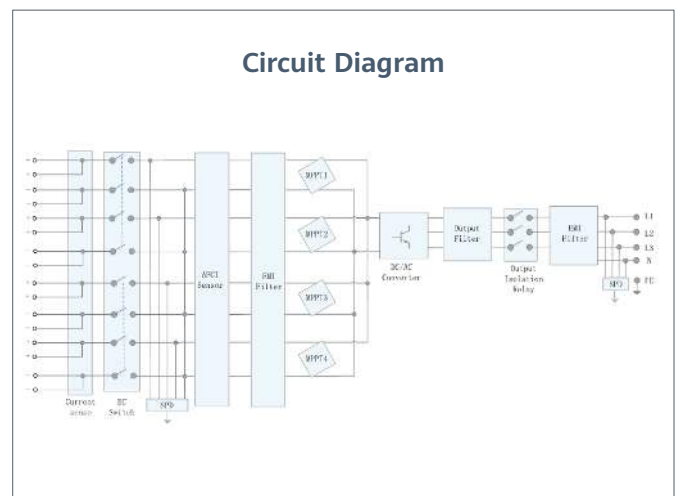 Circuit Diagram
MPPT1
MPPT2
MPPT3
MPPT4
AFCI
Sensor
EMI
Filter
DC/AC
Converter
Output
Filter
Output
Isolation
Relay
EMI
Filter
L1
L2
L3
N
PE
SPD
Current
sensor
DC
Switch
SPD